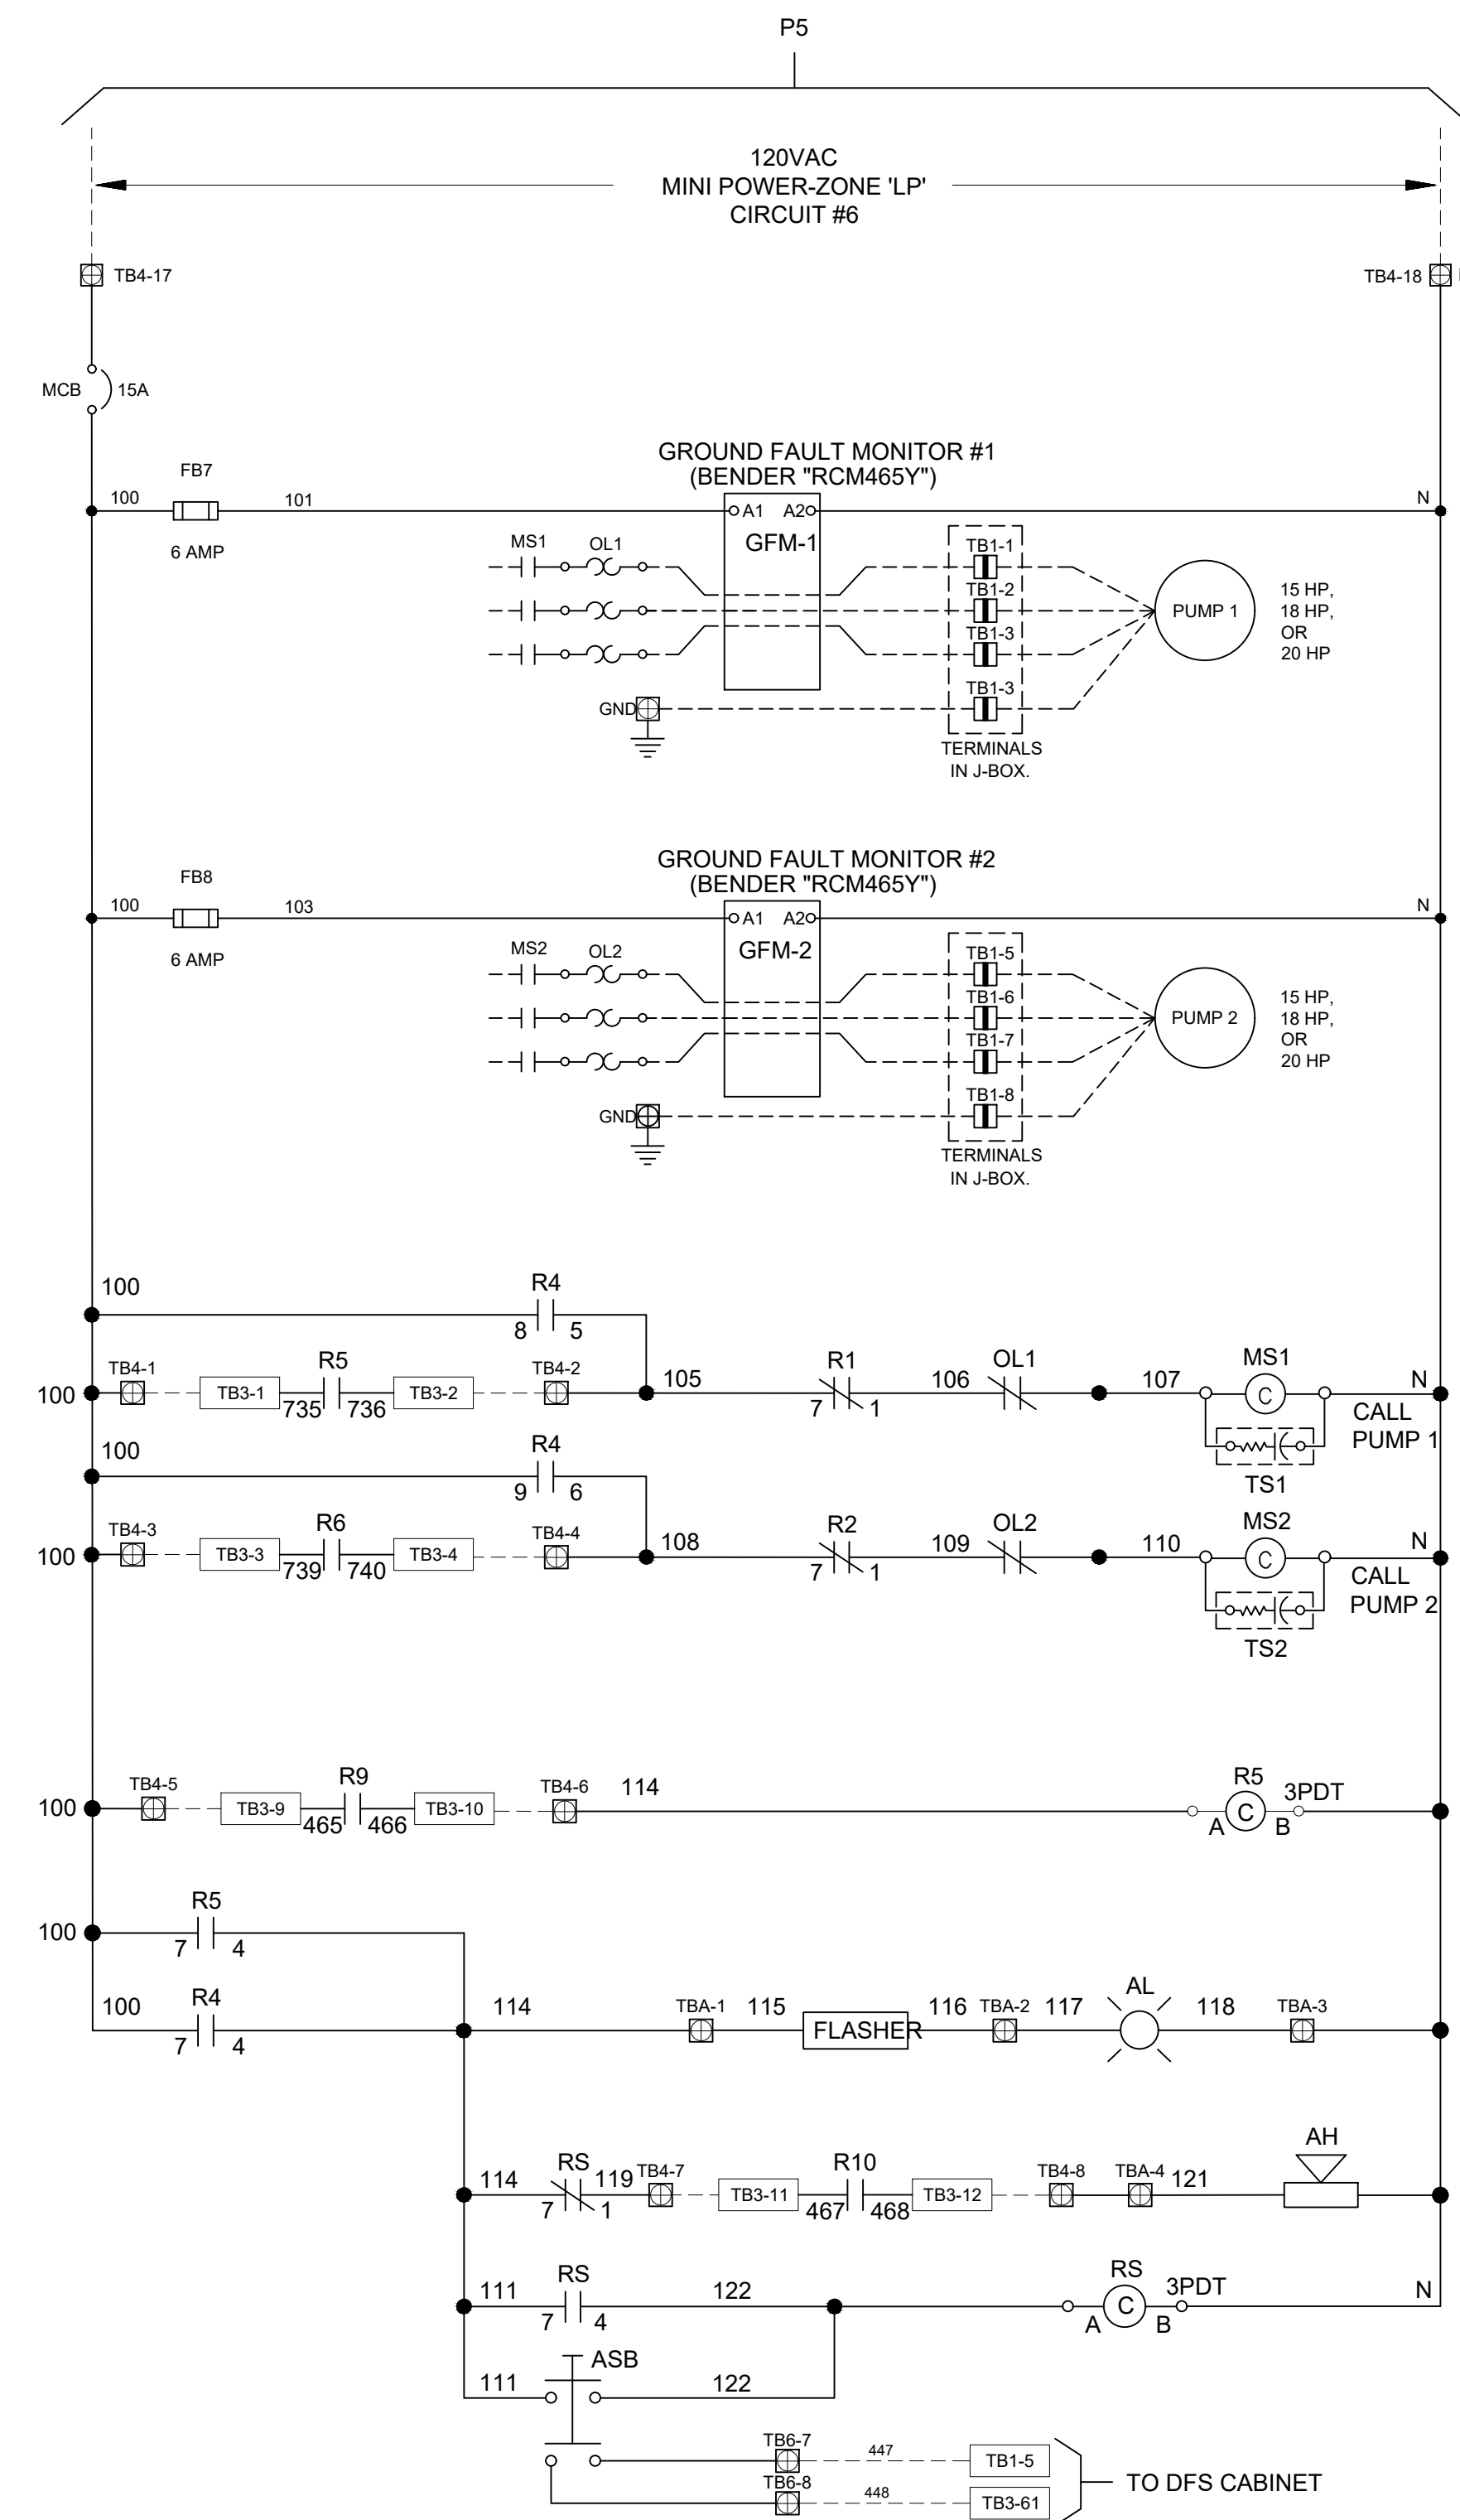 P5
120VAC
MINI POWER-ZONE 'LP'
CIRCUIT #6
TB4-17
TB4-18
MCB 15A
GROUND FAULT MONITOR #1
(BENDER "RCM465Y")
FB7
100 101 A1 A2 N
6 AMP
GFM-1
MS1 OL1
TB1-1
TB1-2
TB1-3
TB1-3
PUMP 1
15 HP,
18 HP,
OR
20 HP
GND
TERMINALS
IN J-BOX.
GROUND FAULT MONITOR #2
(BENDER "RCM465Y")
FB8
100 103 A1 A2 N
6 AMP
GFM-2
MS2 OL2
TB1-5
TB1-6
TB1-7
TB1-8
PUMP 2
15 HP,
18 HP,
OR
20 HP
GND
TERMINALS
IN J-BOX.
100 R4
8 5
TB4-1 R5 TB4-2 R1 OL1 MS1
100 TB3-1 TB3-2 105 106 107 C N
735 736 7 1
CALL
PUMP 1
TS1
100 R4
9 6
TB4-3 R6 TB4-4 R2 OL2 MS2
100 TB3-3 TB3-4 108 109 110 C N
739 740 7 1
CALL
PUMP 2
TS2
TB4-5 R9 TB4-6 114 R5 3PDT
100 TB3-9 TB3-10 C
465 466 A B
R5
100
7 4
100 R4 114 TBA-1 115 116 TBA-2 117 AL 118 TBA-3
7 4 FLASHER
AH
114 RS 119 TB4-7 R10 TB4-8 TBA-4 121
7 1 TB3-11 TB3-12
467 468
RS 3PDT
111 RS 122 C N
7 4 A B
ASB
111 122
TB6-7 447 TB1-5
TB6-8 448 TB3-61
TO DFS CABINET